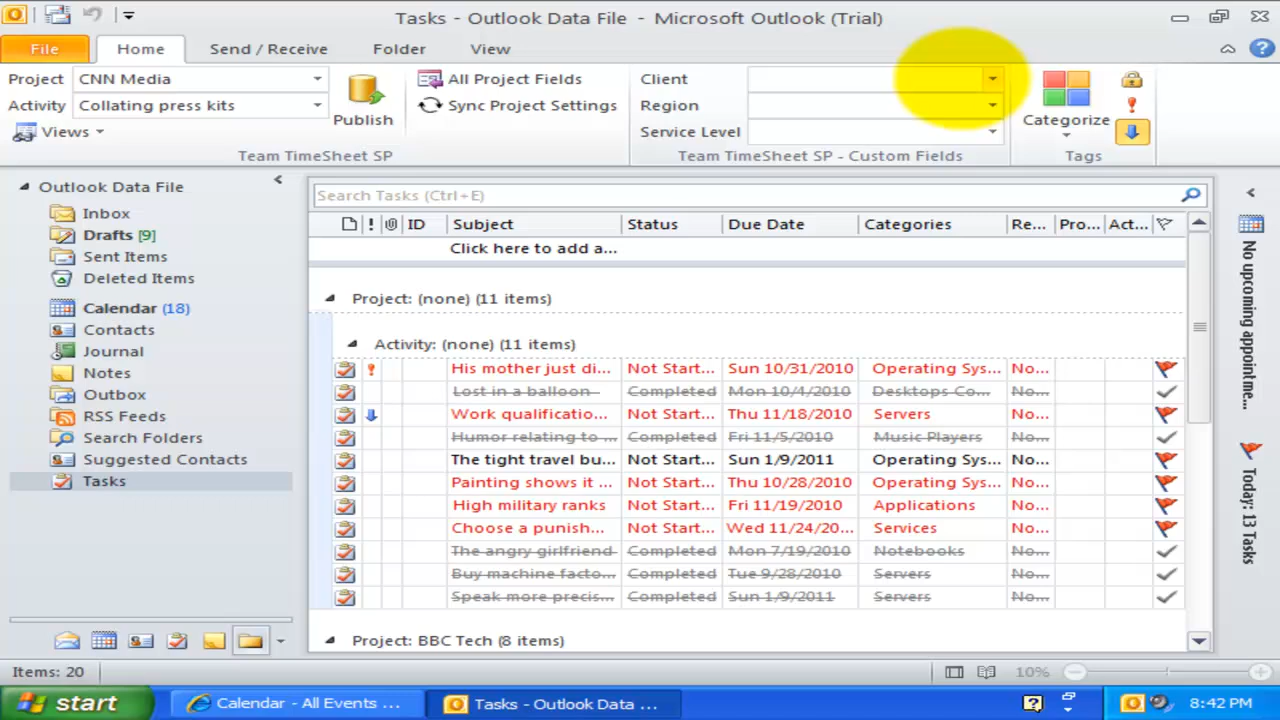 Tasks - Outlook Data File - Microsoft Outlook (Trial)
File Home Send / Receive Folder View
Project CNN Media
Activity Collating press kits
Views
Publish
All Project Fields
Sync Project Settings
Team TimeSheet SP
Client
Region
Service Level
Team TimeSheet SP - Custom Fields
Categorize
Tags
Outlook Data File
Inbox
Drafts [9]
Sent Items
Deleted Items
Calendar (18)
Contacts
Journal
Notes
Outbox
RSS Feeds
Search Folders
Suggested Contacts
Tasks
Search Tasks (Ctrl+E)
! ID Subject Status Due Date Categories Re... Pro... Act...
Click here to add a...
Project: (none) (11 items)
Activity: (none) (11 items)
His mother just di... Not Start... Sun 10/31/2010 Operating Sys... No...
Lost in a balloon Completed Mon 10/4/2010 Desktops Co... No...
Work qualificatio... Not Start... Thu 11/18/2010 Servers No...
Humor relating to ... Completed Fri 11/5/2010 Music Players No...
The tight travel bu... Not Start... Sun 1/9/2011 Operating Sys... No...
Painting shows it ... Not Start... Thu 10/28/2010 Operating Sys... No...
High military ranks Not Start... Fri 11/19/2010 Applications No...
Choose a punish... Not Start... Wed 11/24/20... Services No...
The angry girlfriend Completed Mon 7/19/2010 Notebooks No...
Buy machine facto... Completed Tue 9/28/2010 Servers No...
Speak more precis... Completed Sun 1/9/2011 Servers No...
Project: BBC Tech (8 items)
No upcoming appointme...
Today: 13 Tasks
Items: 20
10%
start
Calendar - All Events ...
Tasks - Outlook Data ...
8:42 PM